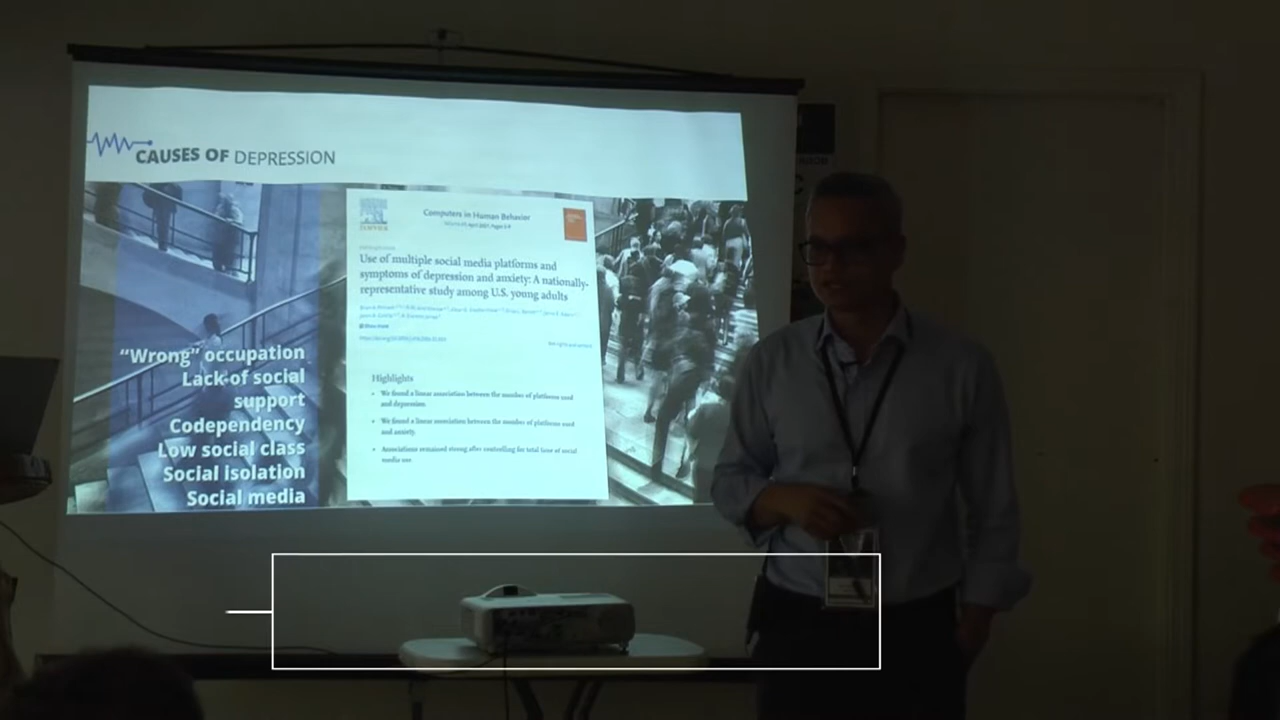 CAUSES OF DEPRESSION
Computers in Human Behavior
ELSEVIER
Use of multiple social media platforms and
symptoms of depression and anxiety: A nationally-
representative study among U.S. young adults
Highlights
• We found a linear association between the number of platforms used
and depression.
• We found a linear association between the number of platforms used
and anxiety.
• Associations remained strong after controlling for total time of social
media use
“Wrong” occupation
Lack of social
support
Codependency
Low social class
Social isolation
Social media